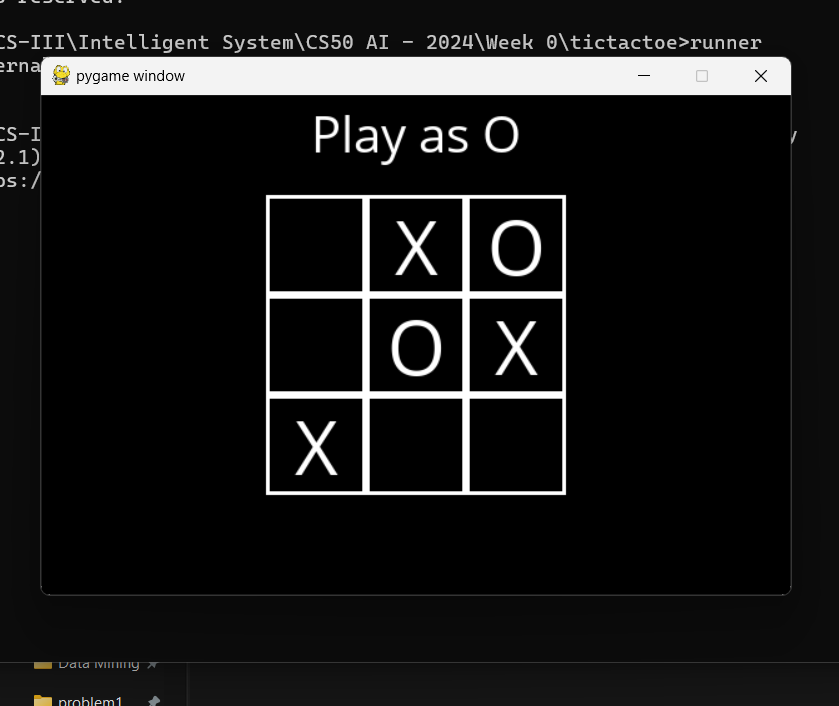 reserved.
CS-III\Intelligent System\CS50 AI - 2024\Week 0\tictactoe>runner
erna
pygame window
CS-I
y
2.1)
os:/
Play as O
X O
O X
X
Data Mining
problem1